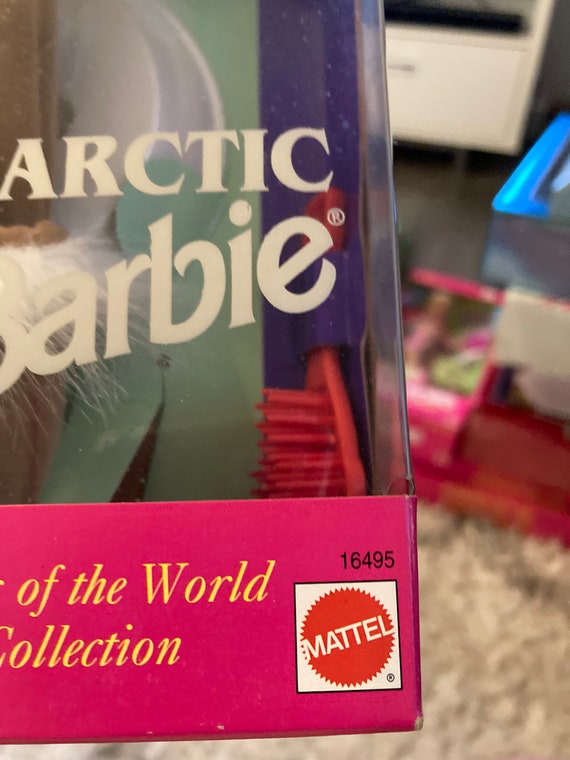 ARCTIC
Barbie®
of the World
Collection
16495
MATTEL
®